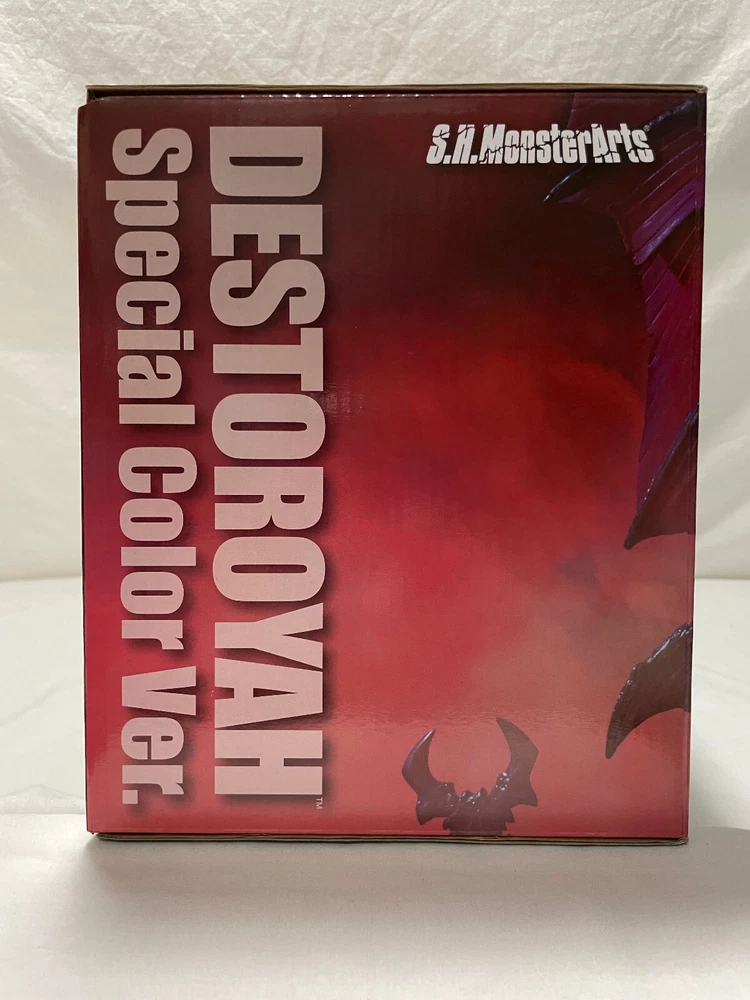 S.H.MonsterArts
DESTOROYAH™
Special Color Ver.